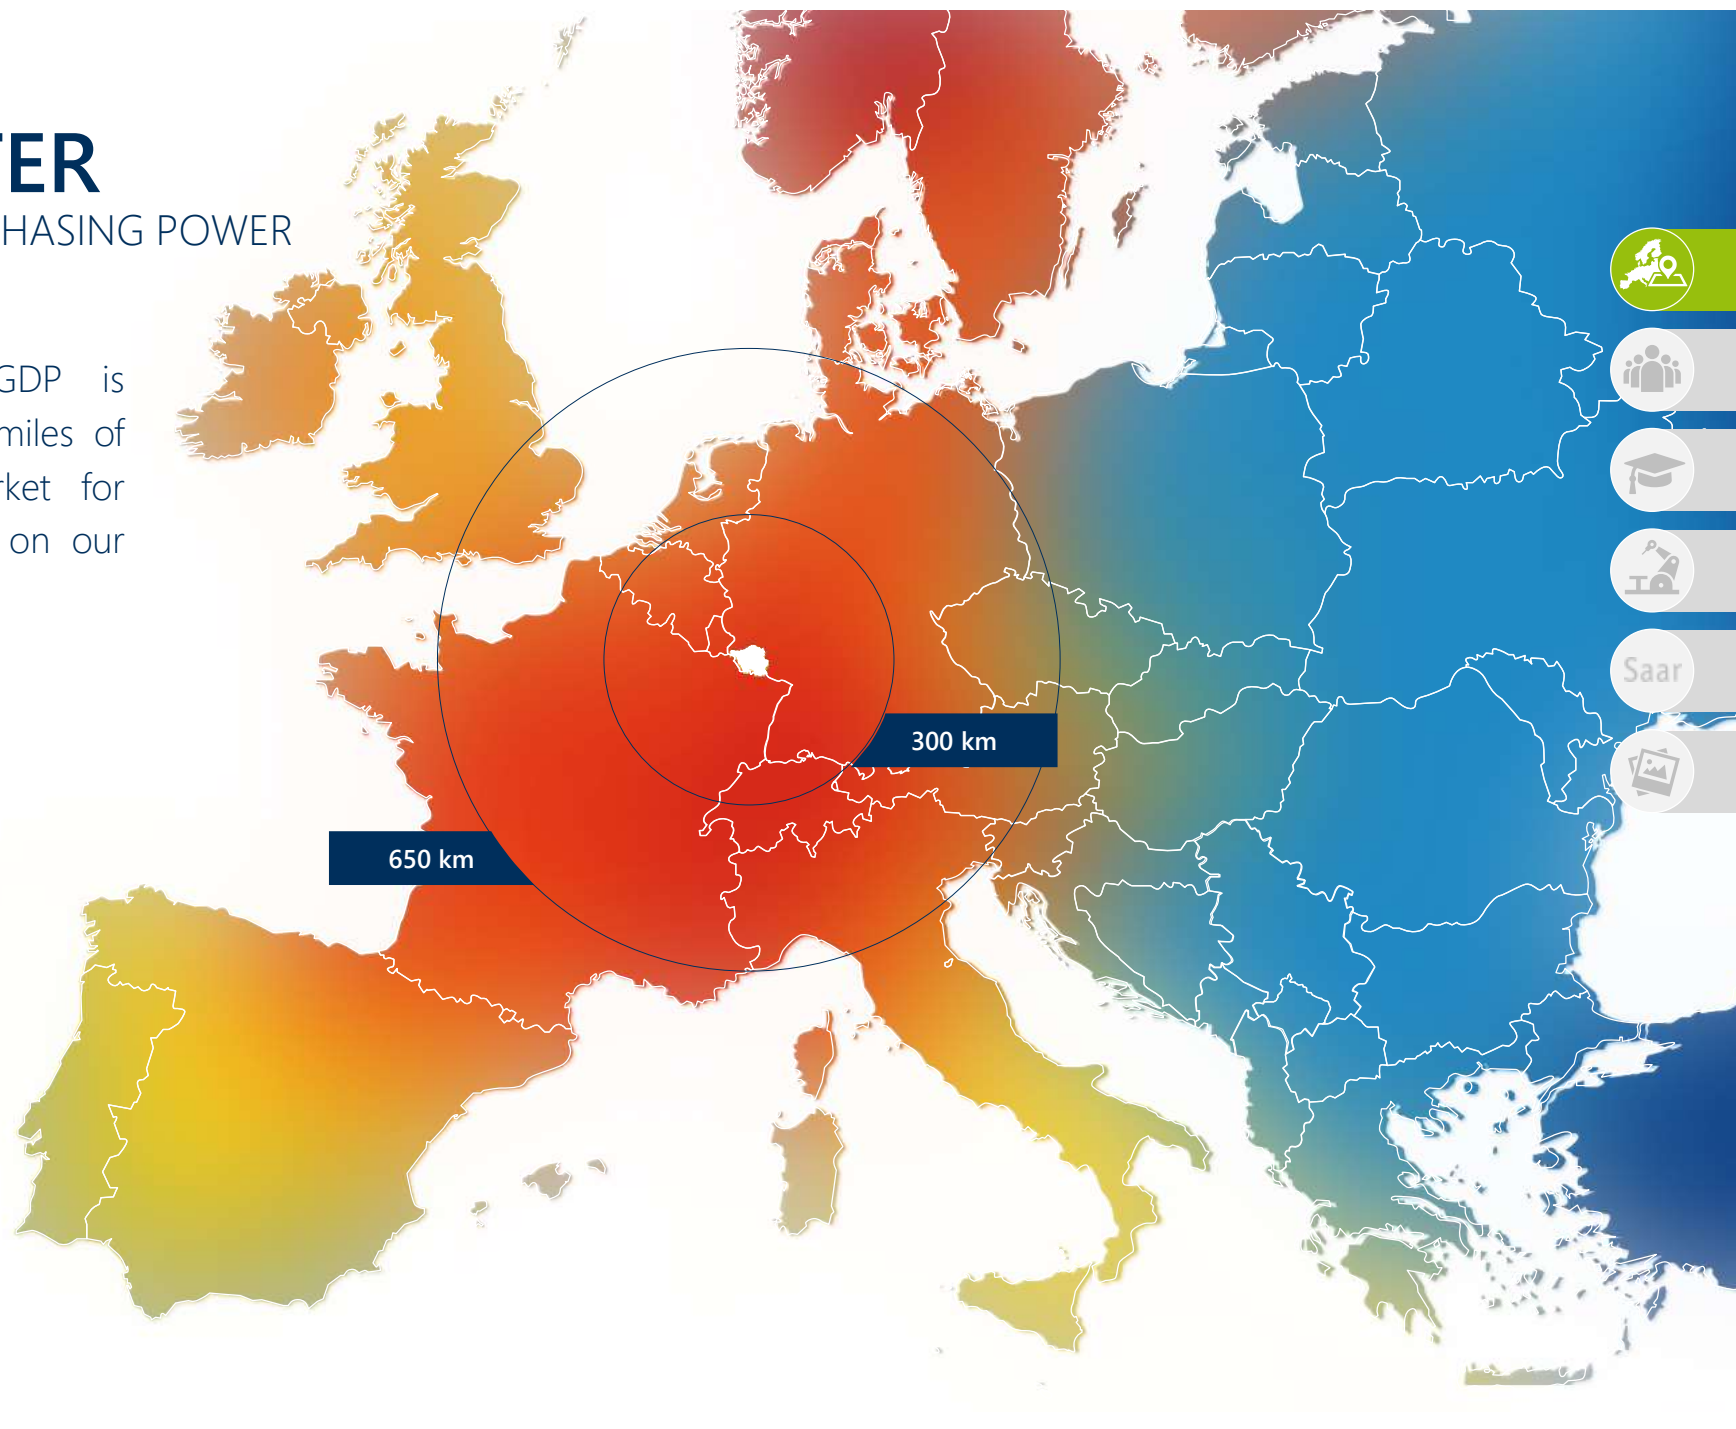 TER
HASING POWER
GDP is
miles of
rket for
on our
300 km
650 km
Saar